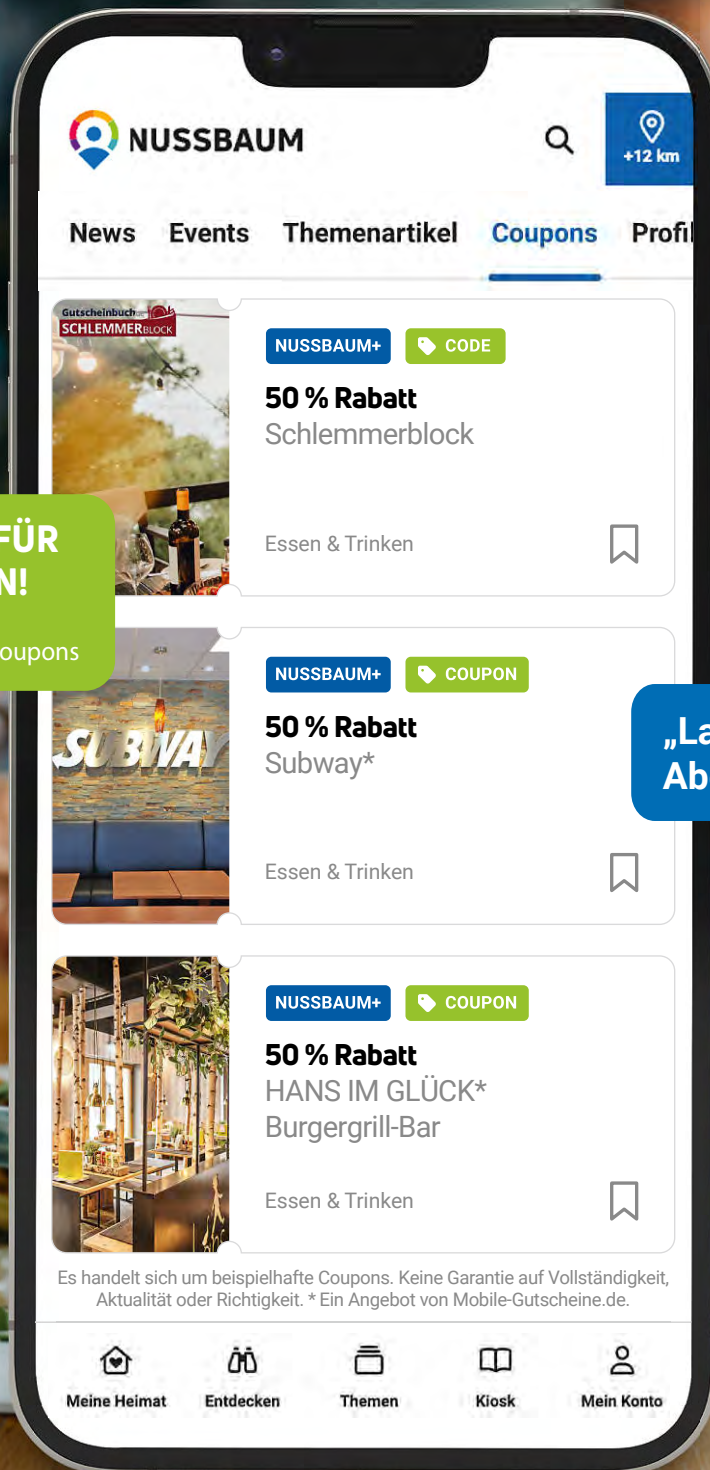 NUSSBAUM
+12 km
News Events Themenartikel Coupons Profil
Gutscheinbuch
SCHLEMMERBLOCK
NUSSBAUM+ CODE
50 % Rabatt
Schlemmerblock
Essen & Trinken
FÜR
N!
oupons
SUBWAY
NUSSBAUM+ COUPON
50 % Rabatt
Subway*
Essen & Trinken
„La
Ab
NUSSBAUM+ COUPON
50 % Rabatt
HANS IM GLÜCK*
Burgergrill-Bar
Essen & Trinken
Es handelt sich um beispielhafte Coupons. Keine Garantie auf Vollständigkeit,
Aktualität oder Richtigkeit. * Ein Angebot von Mobile-Gutscheine.de.
Meine Heimat Entdecken Themen Kiosk Mein Konto